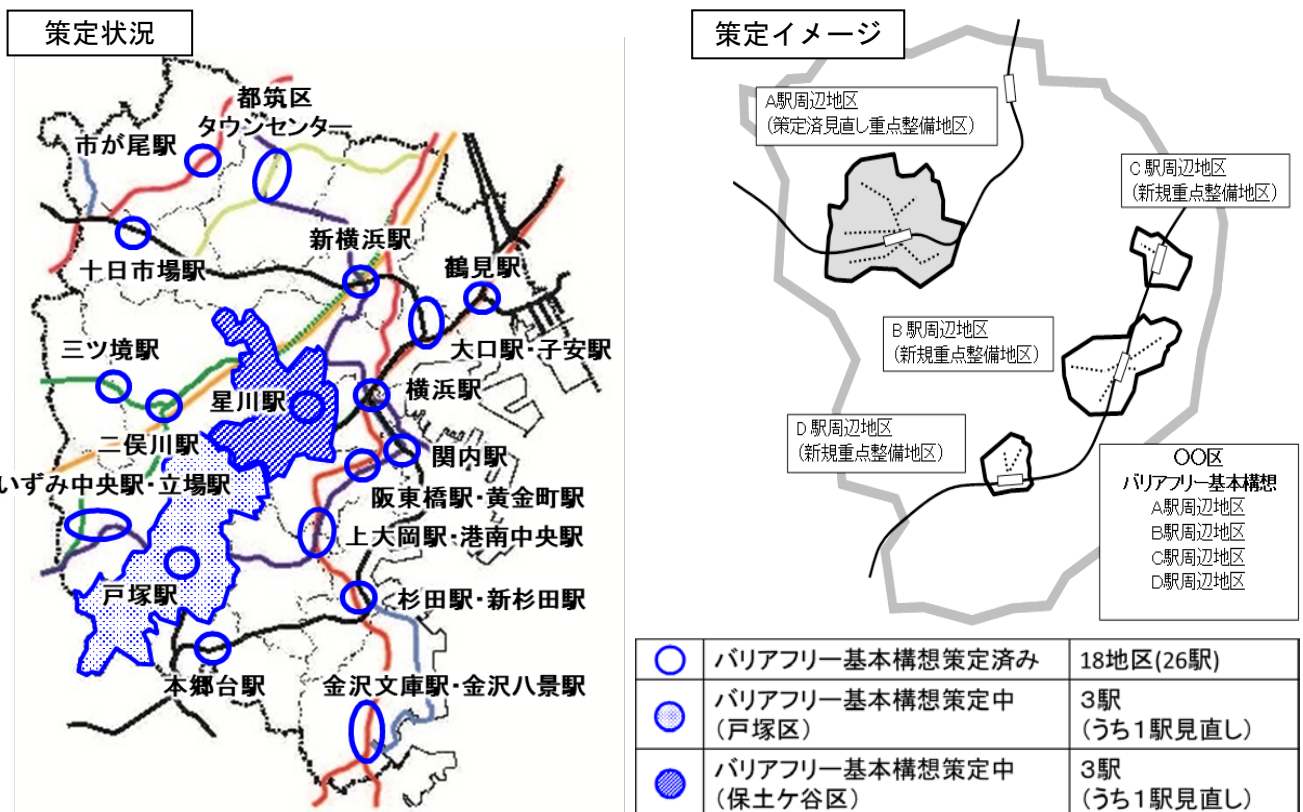 策定状況
都筑区
タウンセンター
市が尾駅
新横浜駅
十日市場駅
鶴見駅
大口駅・子安駅
三ツ境駅
横浜駅
星川駅
二俣川駅
関内駅
いずみ中央駅・立場駅
阪東橋駅・黄金町駅
上大岡駅・港南中央駅
戸塚駅
杉田駅・新杉田駅
本郷台駅
金沢文庫駅・金沢八景駅
策定イメージ
A駅周辺地区
(策定済見直し重点整備地区)
C駅周辺地区
(新規重点整備地区)
B駅周辺地区
(新規重点整備地区)
D駅周辺地区
(新規重点整備地区)
〇〇区
バリアフリー基本構想
A駅周辺地区
B駅周辺地区
C駅周辺地区
D駅周辺地区
バリアフリー基本構想策定済み 18地区(26駅)
バリアフリー基本構想策定中 3駅
(戸塚区) (うち1駅見直し)
バリアフリー基本構想策定中 3駅
(保土ケ谷区) (うち1駅見直し)